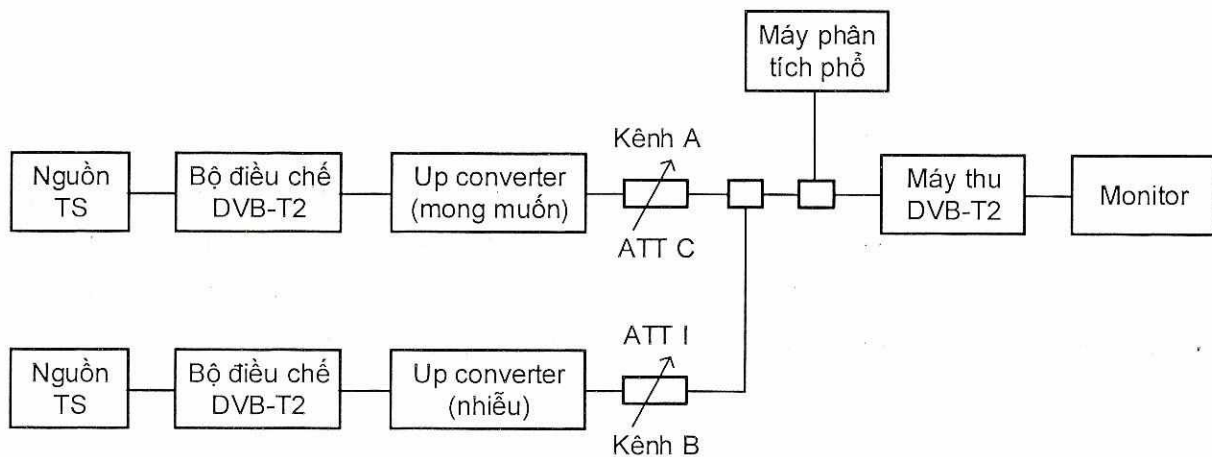 Máy phân
tích phổ
Kênh A
Nguồn
TS
Bộ điều chế
DVB-T2
Up converter
(mong muốn)
ATT C
Máy thu
DVB-T2
Monitor
ATT I
Nguồn
TS
Bộ điều chế
DVB-T2
Up converter
(nhiễu)
Kênh B